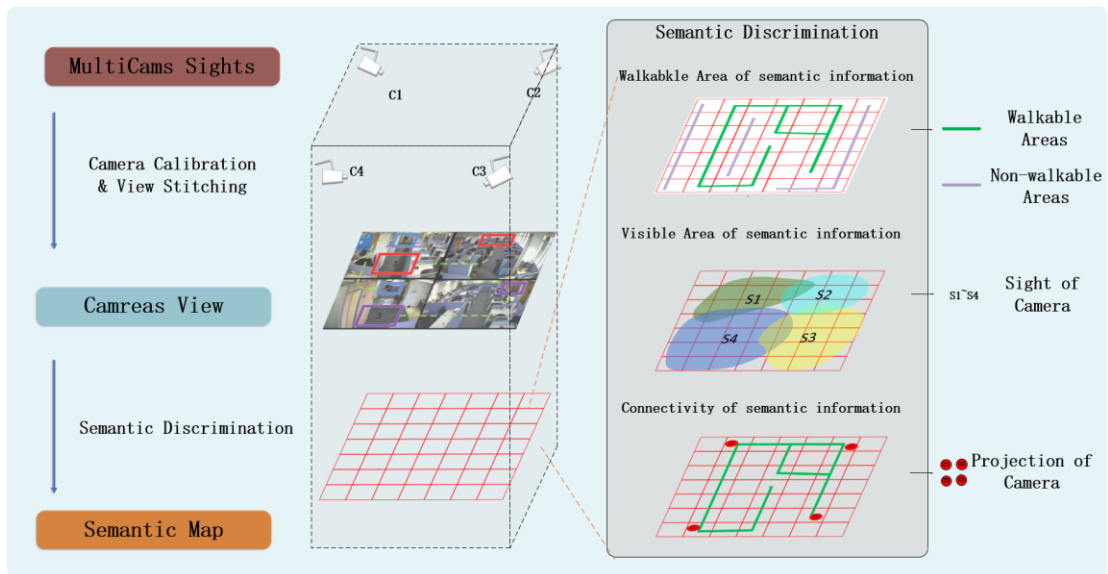 MultiCams Sights
Camera Calibration
& View Stitching
Camreas View
Semantic Discrimination
Semantic Map
C1
C2
C4
C3
3
Semantic Discrimination
Walkabkle Area of semantic information
Visible Area of semantic information
S1
S2
S4
S3
Connectivity of semantic information
Walkable
Areas
Non-walkable
Areas
S1~S4
Sight of
Camera
Projection of
Camera